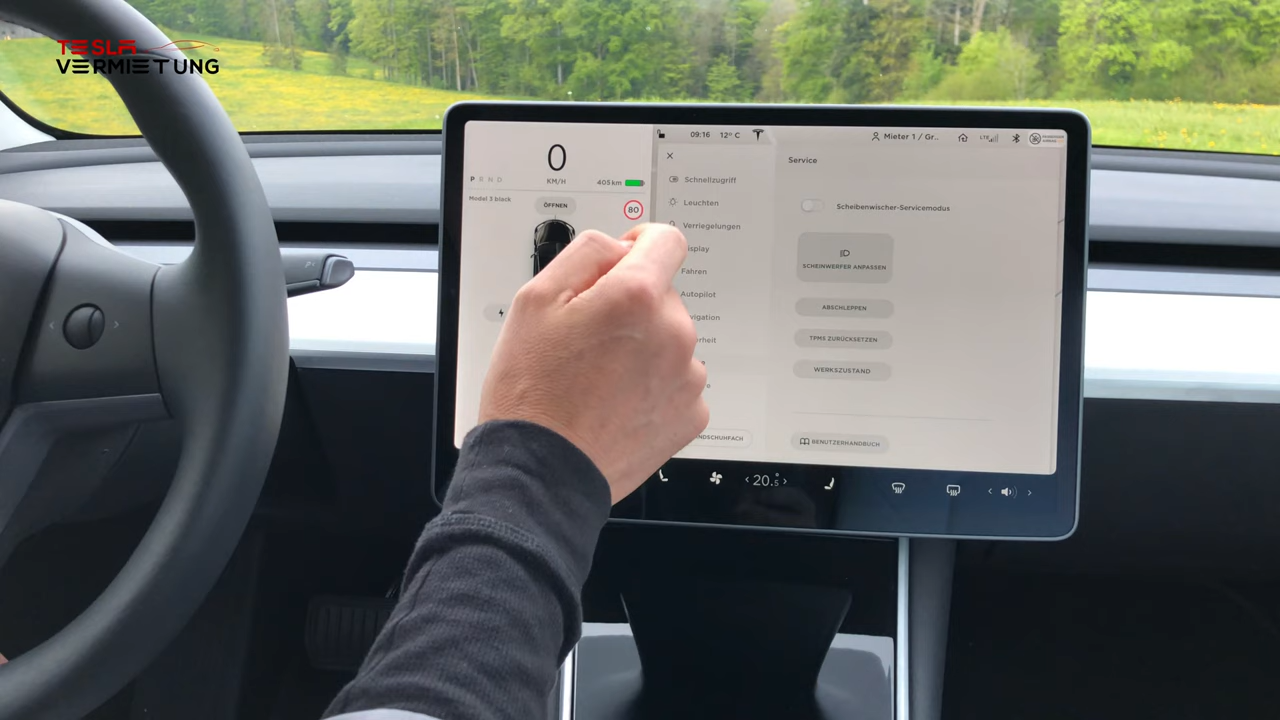 TESLA
VERMIETUNG
0
KM/H
P R N D
405 km
Model 3 black
ÖFFNEN
80
09:16 12° C
Mieter 1 / Gr..
LTE
Schnellzugriff
Leuchten
Verriegelungen
Fahren
Autopilot
Service
Scheibenwischer-Servicemodus
SCHEINWERFER ANPASSEN
ABSCHLEPPEN
TPMS ZURÜCKSETZEN
WERKSZUSTAND
BENUTZERHANDBUCH
20.5